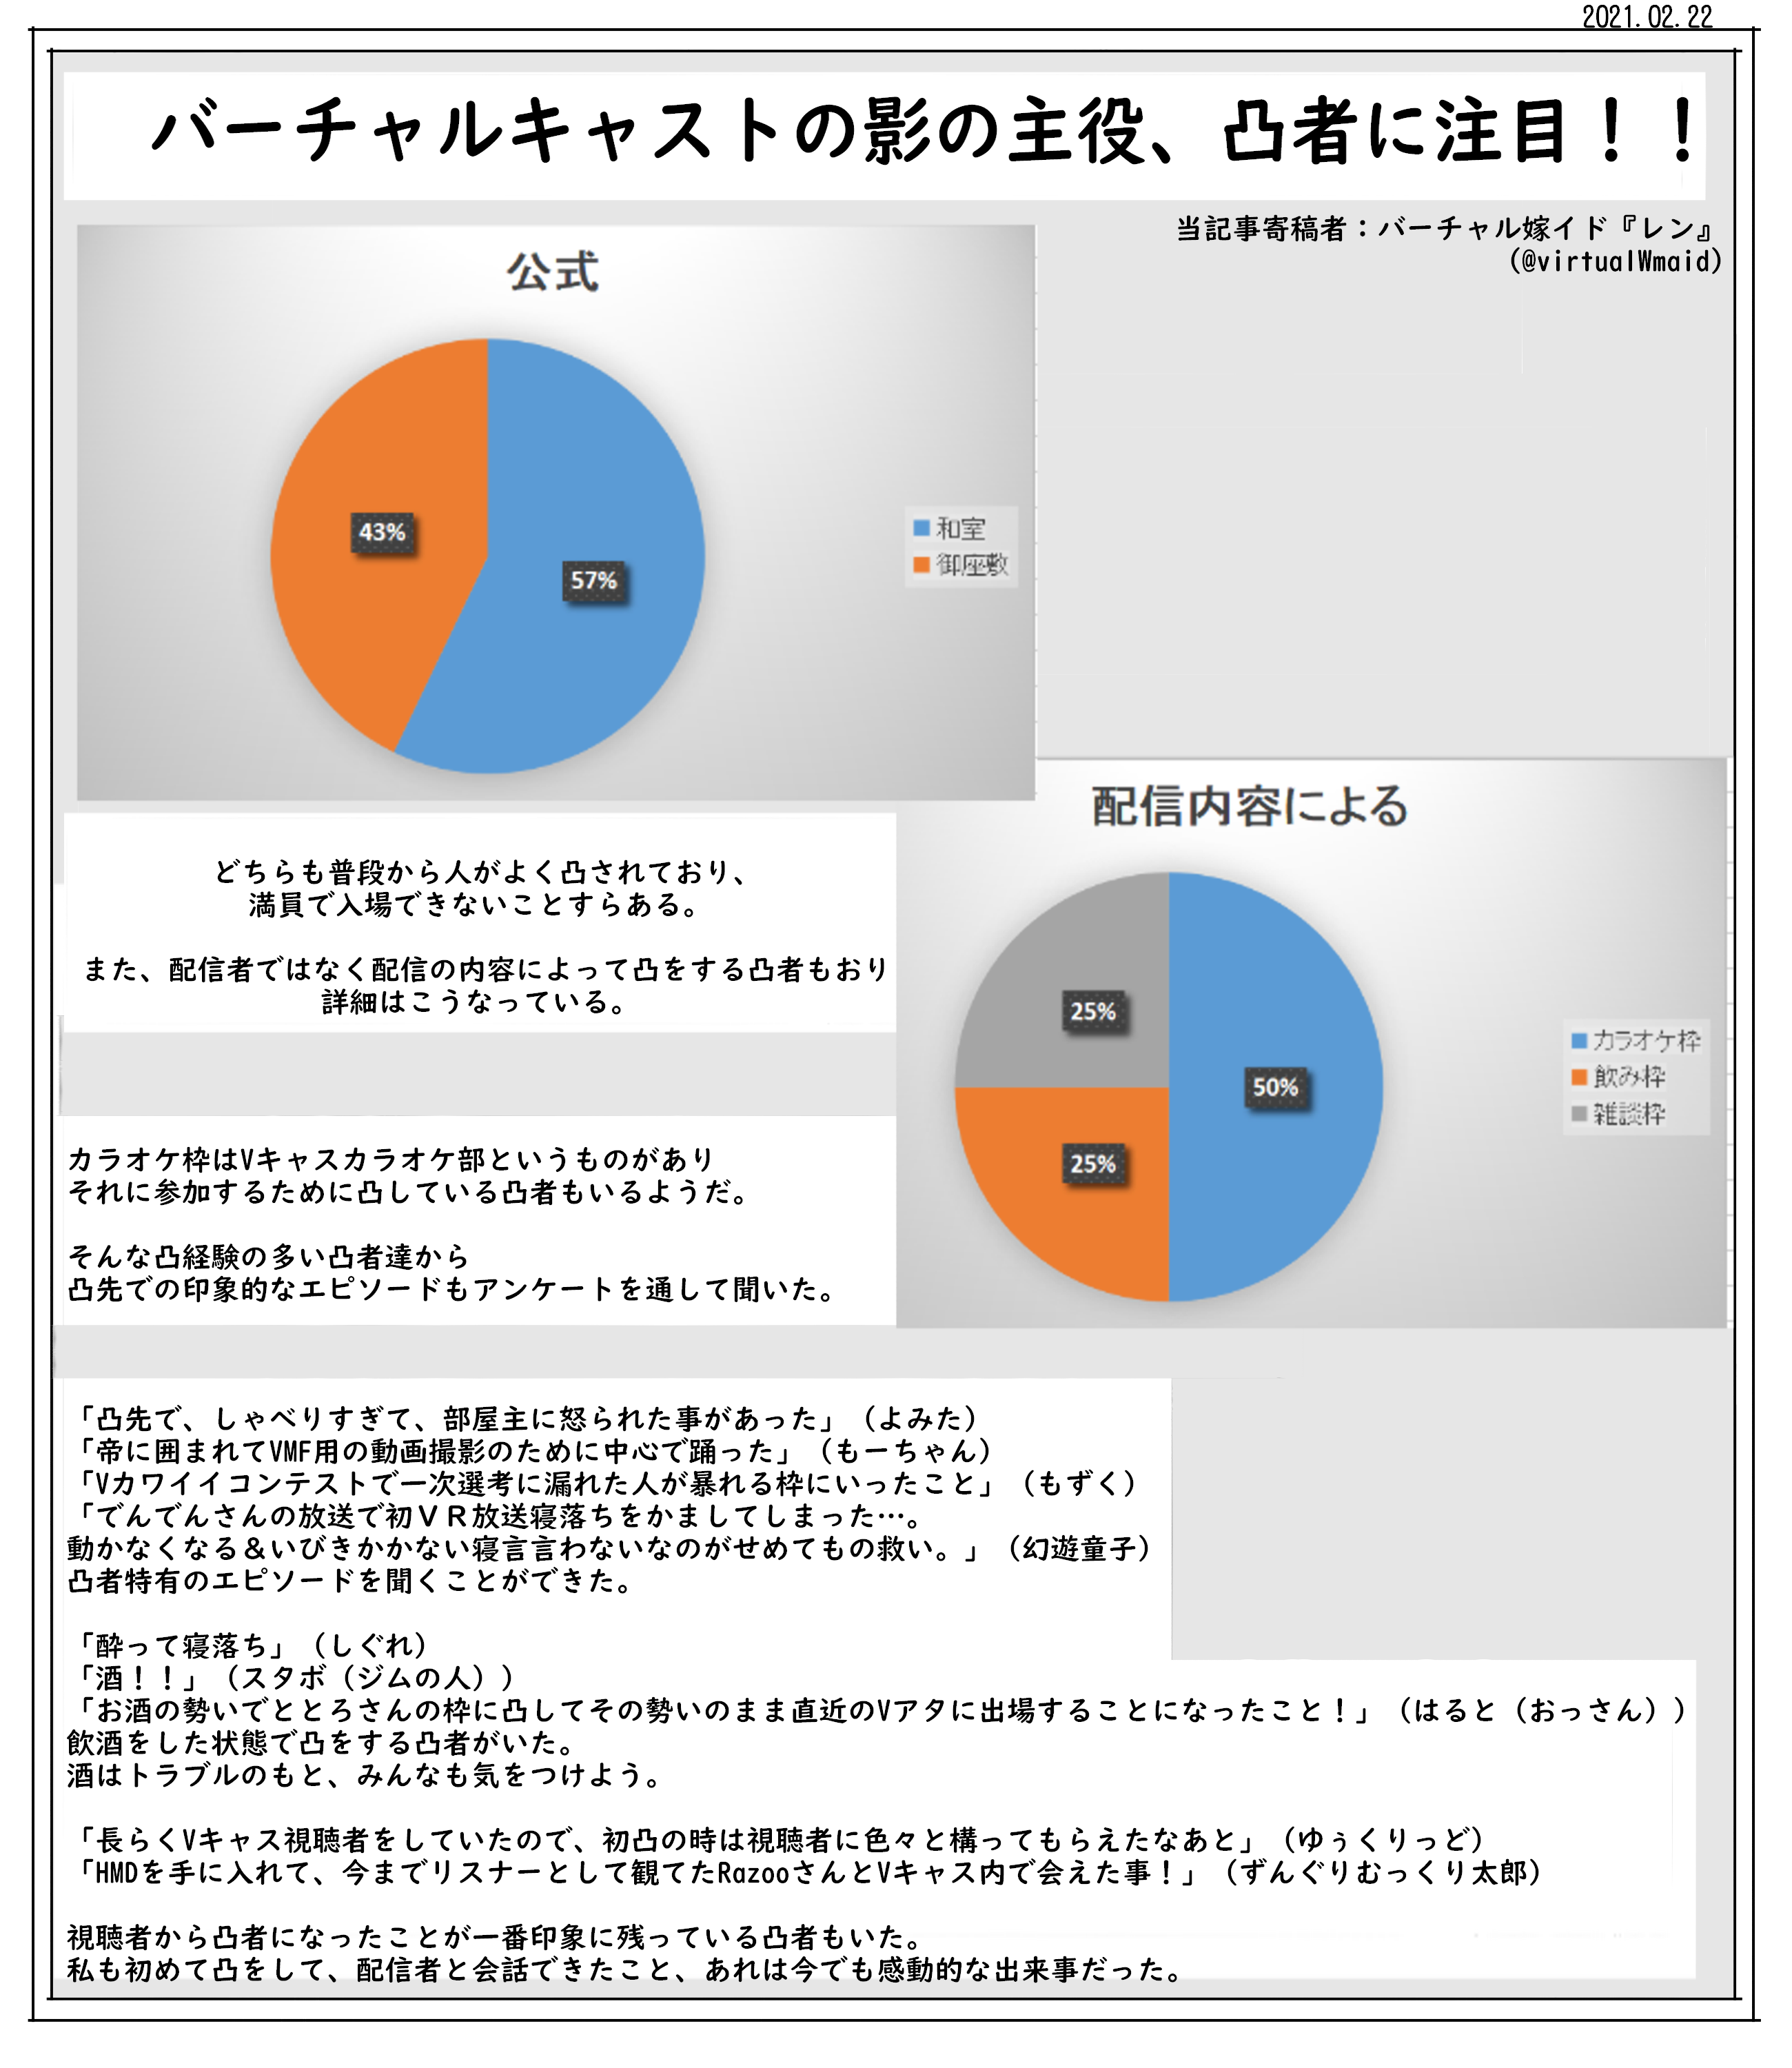 2021.02.22
バーチャルキャストの影の主役、凸者に注目！！
当記事寄稿者：バーチャル嫁イド『レン』
(@virtualWmaid)
公式
43%
57%
和室
御座敷
どちらも普段から人がよく凸されており、
満員で入場できないことすらある。
また、配信者ではなく配信の内容によって凸をする凸者もおり
詳細はこうなっている。
配信内容による
25%
50%
25%
カラオケ枠
飲み枠
雑談枠
カラオケ枠はVキャスカラオケ部というものがあり
それに参加するために凸している凸者もいるようだ。
そんな凸経験の多い凸者達から
凸先での印象的なエピソードもアンケートを通して聞いた。
「凸先で、しゃべりすぎて、部屋主に怒られた事があった」（よみた）
「帝に囲まれてVMF用の動画撮影のために中心で踊った」（もーちゃん）
「Vカワイイコンテストで一次選考に漏れた人が暴れる枠にいったこと」（もずく）
「でんでんさんの放送で初ＶＲ放送寝落ちをかましてしまった…。
動かなくなる＆いびきかかない寝言言わないなのがせめてもの救い。」（幻遊童子）
凸者特有のエピソードを聞くことができた。
「酔って寝落ち」（しぐれ）
「酒！！」（スタボ（ジムの人））
「お酒の勢いでととろさんの枠に凸してその勢いのまま直近のVアタに出場することになったこと！」（はると（おっさん））
飲酒をした状態で凸をする凸者がいた。
酒はトラブルのもと、みんなも気をつけよう。
「長らくVキャス視聴者をしていたので、初凸の時は視聴者に色々と構ってもらえたなあと」（ゆぅくりっど）
「HMDを手に入れて、今までリスナーとして観てたRazooさんとVキャス内で会えた事！」（ずんぐりむっくり太郎）
視聴者から凸者になったことが一番印象に残っている凸者もいた。
私も初めて凸をして、配信者と会話できたこと、あれは今でも感動的な出来事だった。